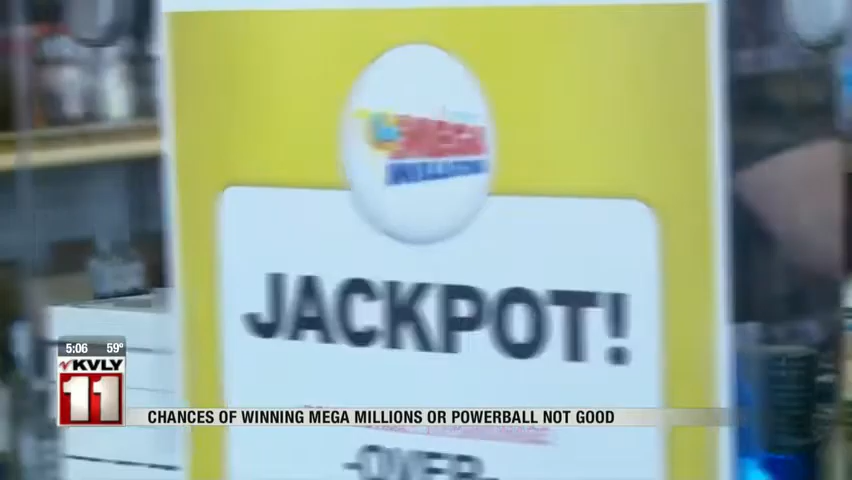 MEGA
MILLIONS
JACKPOT!
-OVER-
5:06 59°
KVLY
11
CHANCES OF WINNING MEGA MILLIONS OR POWERBALL NOT GOOD